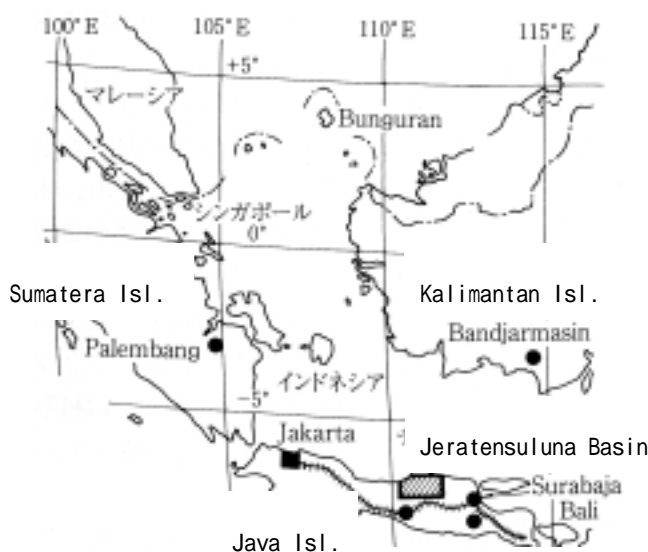 100°E 105°E 110°E 115°E
+5°
マレーシア
Bunguran
シンガポール
0°
Sumatera Isl.
Kalimantan Isl.
Palembang
Bandjarmasin
インドネシア
-5°
Jakarta
Jeratensuluna Basin
Surabaja
Bali
Java Isl.